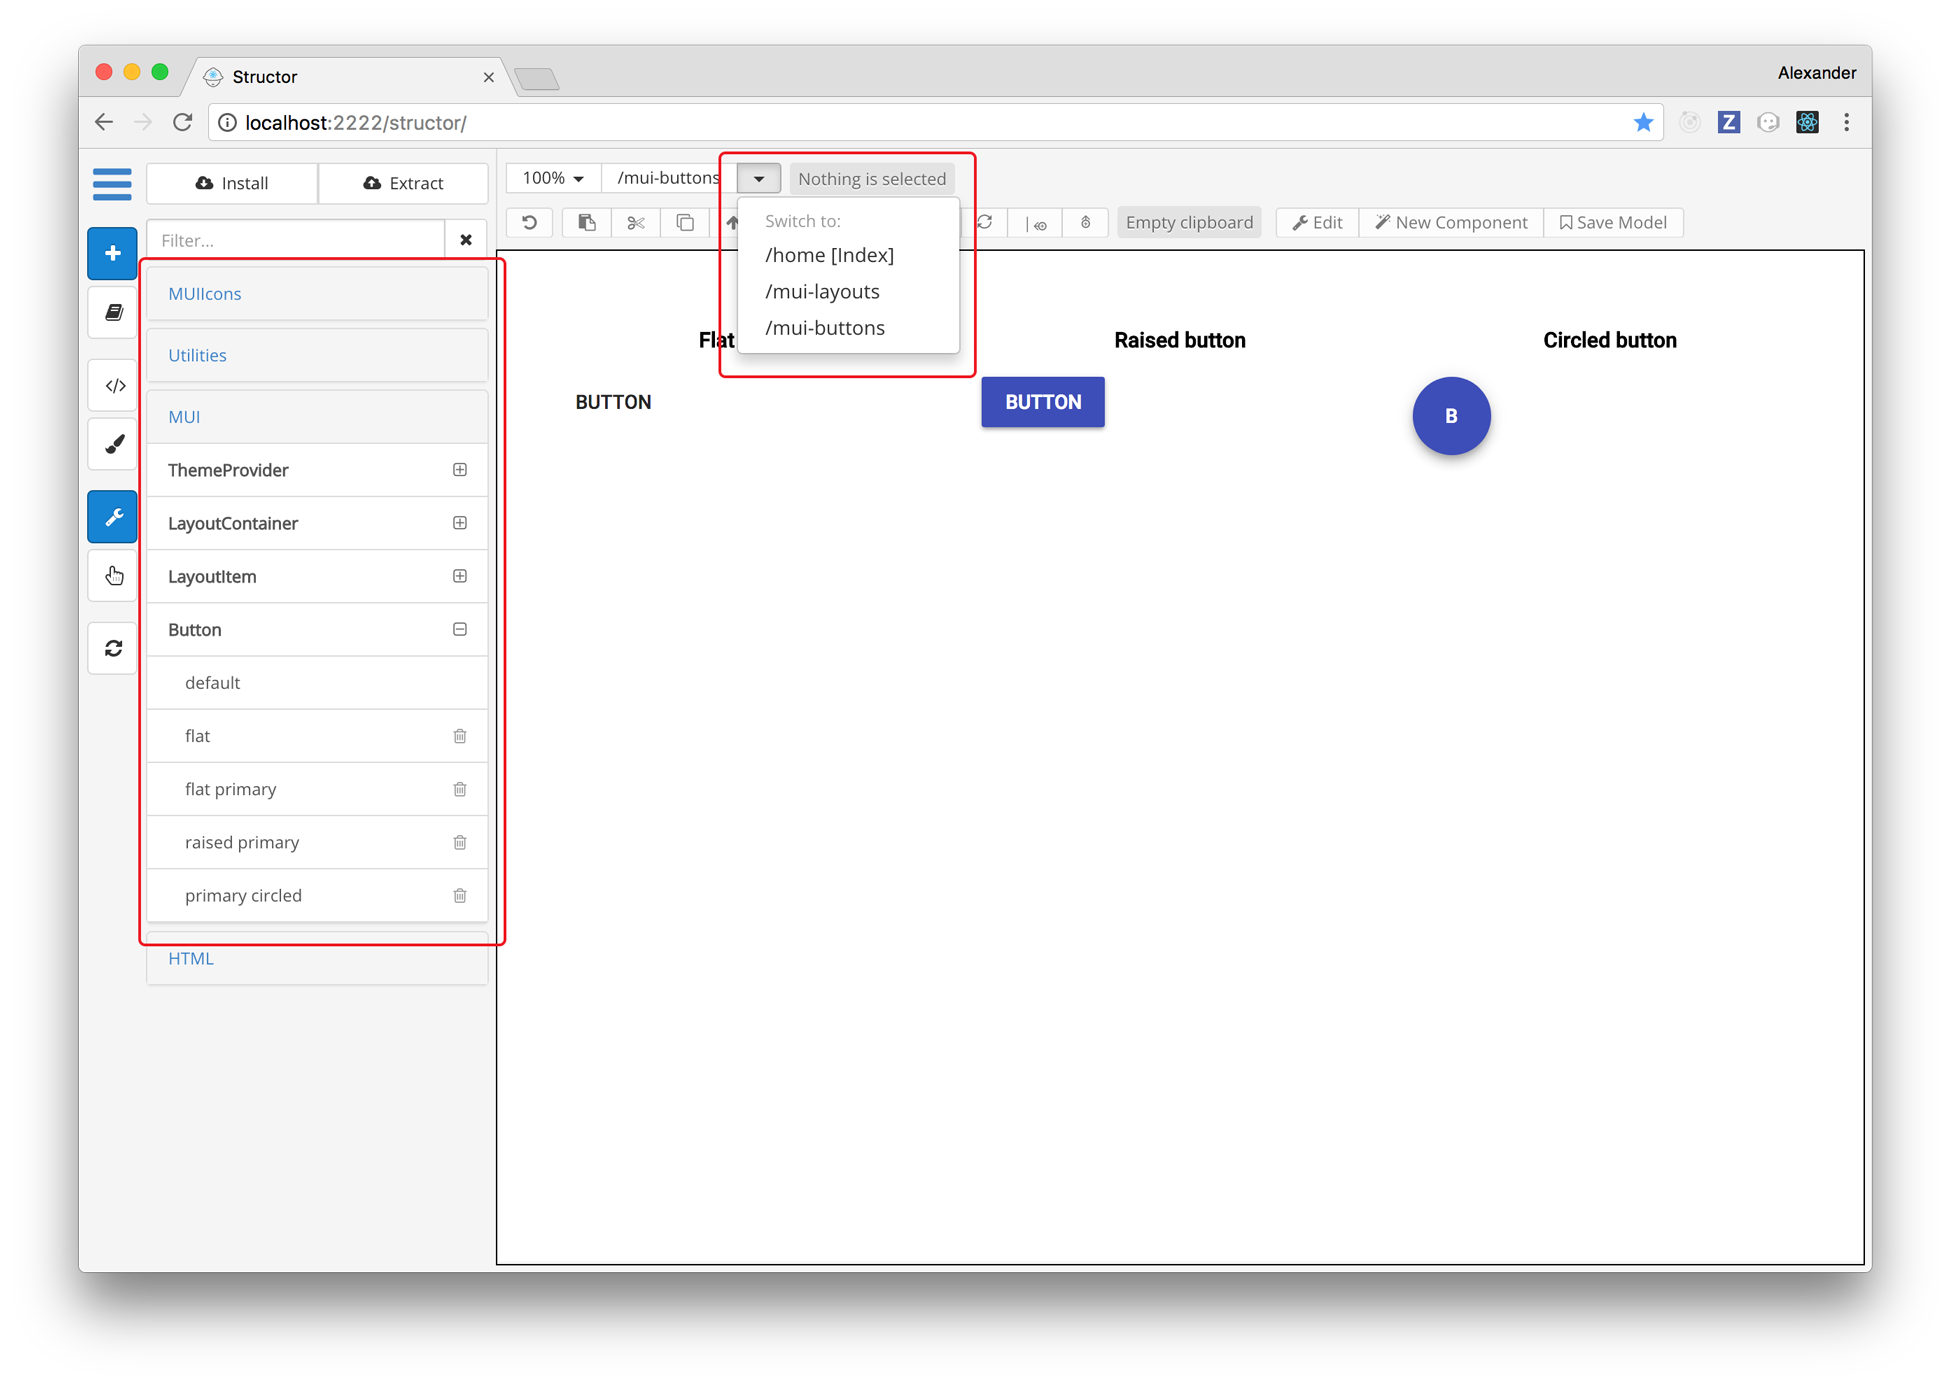 Structor
Alexander
localhost:2222/structor/
Z
Install
Extract
100%
/mui-buttons
Nothing is selected
Filter...
Switch to:
/home [Index]
/mui-layouts
/mui-buttons
Empty clipboard
Edit
New Component
Save Model
MUIIcons
Utilities
MUI
ThemeProvider
LayoutContainer
LayoutItem
Button
default
flat
flat primary
raised primary
primary circled
HTML
Flat
Raised button
Circled button
BUTTON
BUTTON
B